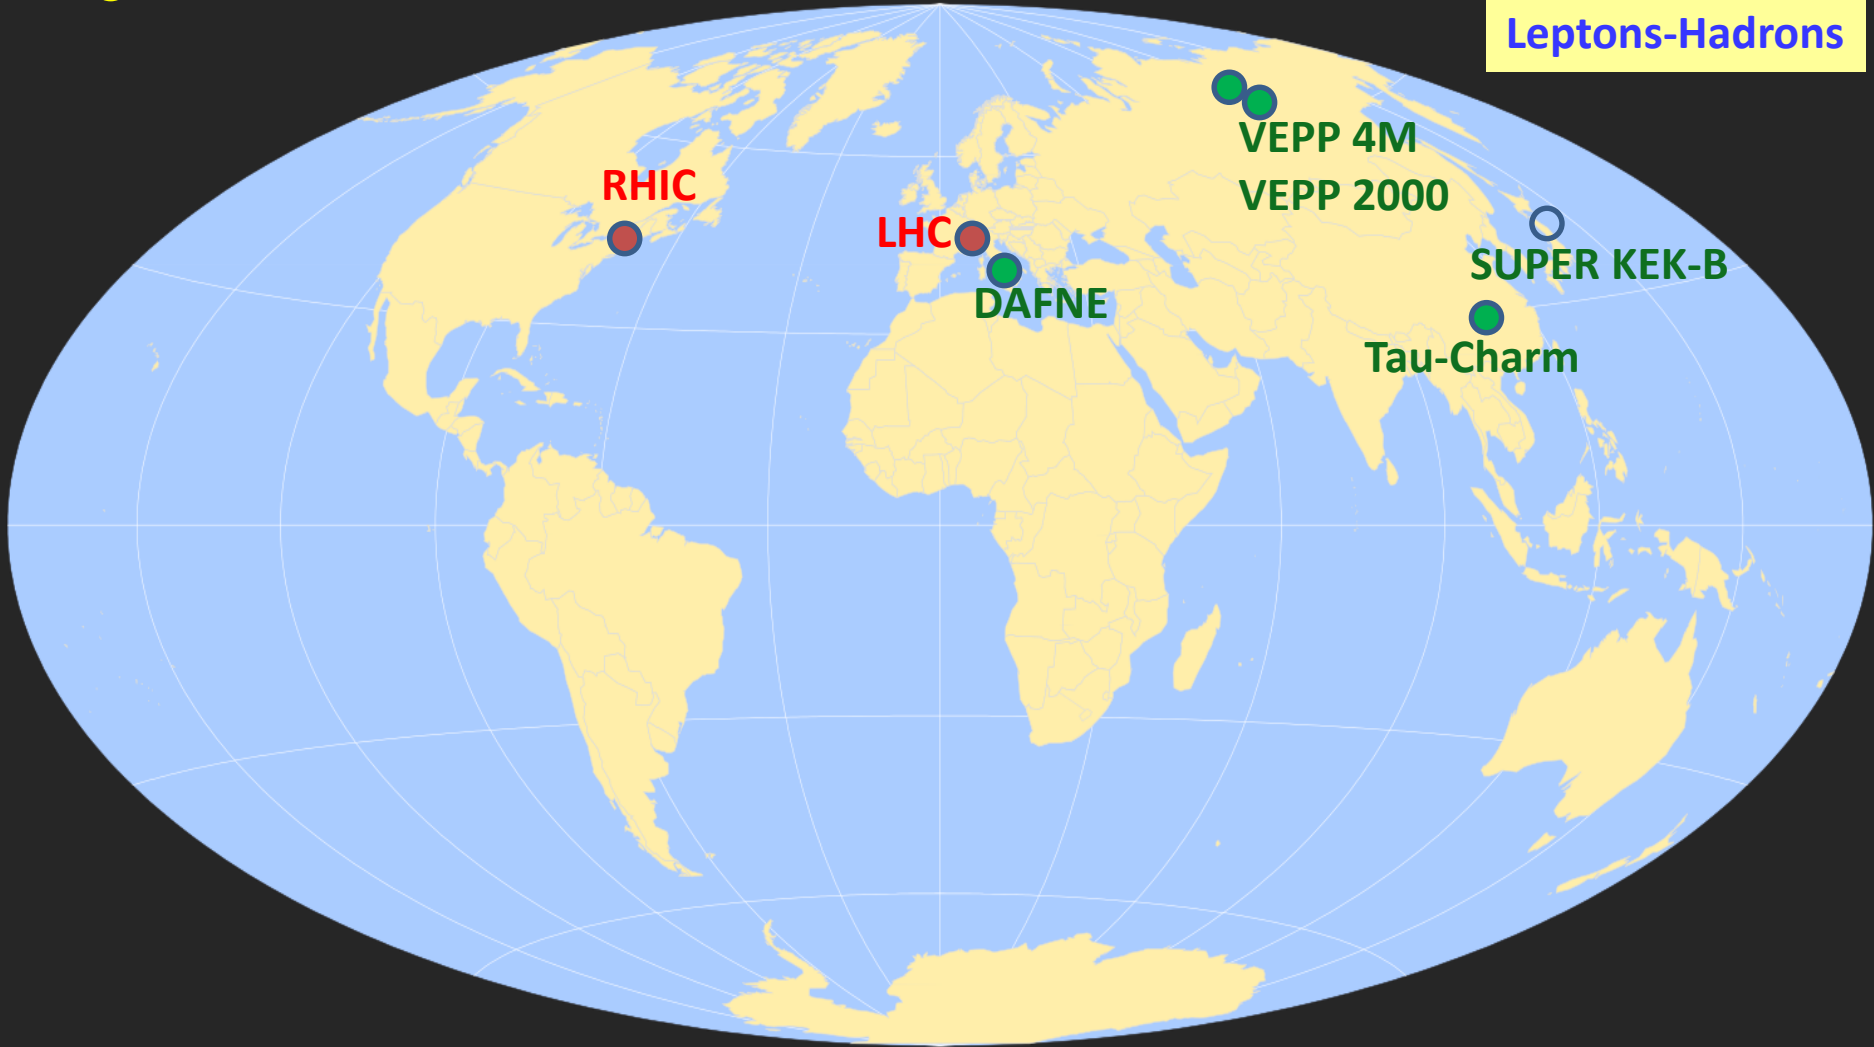 Leptons-Hadrons
VEPP 4M
RHIC
VEPP 2000
LHC
SUPER KEK-B
DAFNE
Tau-Charm